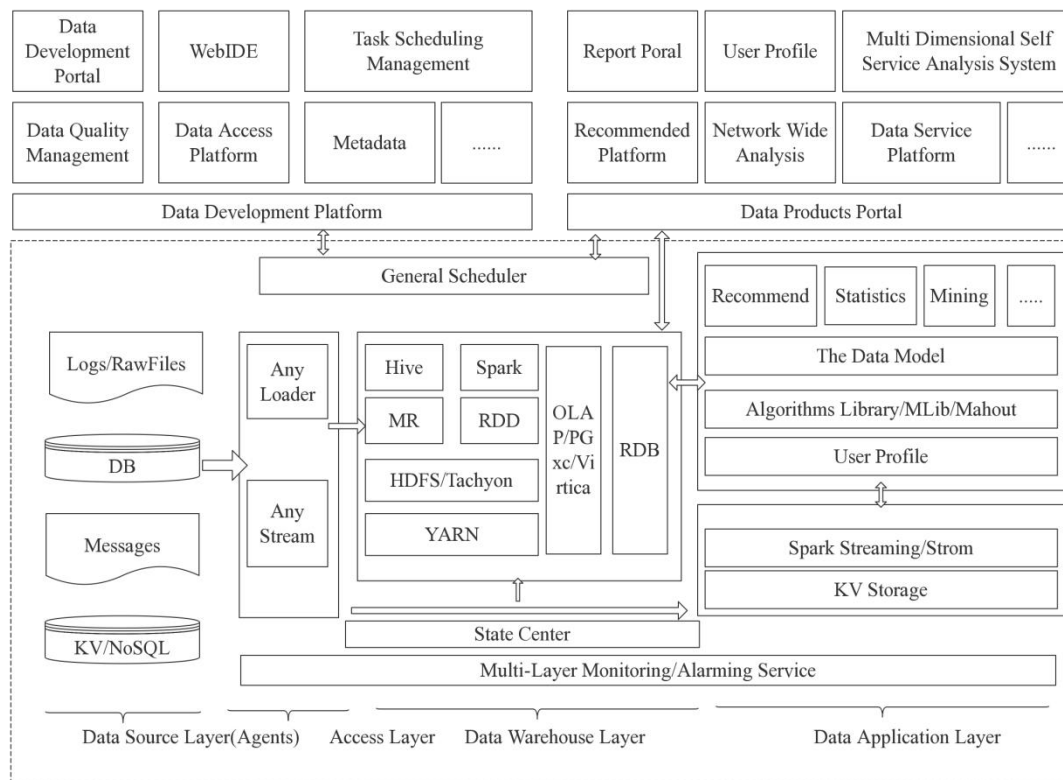 Data
Development
Portal
WebIDE
Task Scheduling
Management
Report Poral
User Profile
Multi Dimensional Self
Service Analysis System
Data Quality
Management
Data Access
Platform
Metadata
......
Recommended
Platform
Network Wide
Analysis
Data Service
Platform
......
Data Development Platform
Data Products Portal
General Scheduler
Recommend
Statistics
Mining
.....
Logs/RawFiles
DB
Messages
KV/NoSQL
Any
Loader
Any
Stream
Hive
Spark
MR
RDD
HDFS/Tachyon
YARN
OLA
P/PG
xc/Vi
rtica
RDB
The Data Model
Algorithms Library/MLib/Mahout
User Profile
Spark Streaming/Strom
KV Storage
State Center
Multi-Layer Monitoring/Alarming Service
Data Source Layer(Agents)
Access Layer
Data Warehouse Layer
Data Application Layer